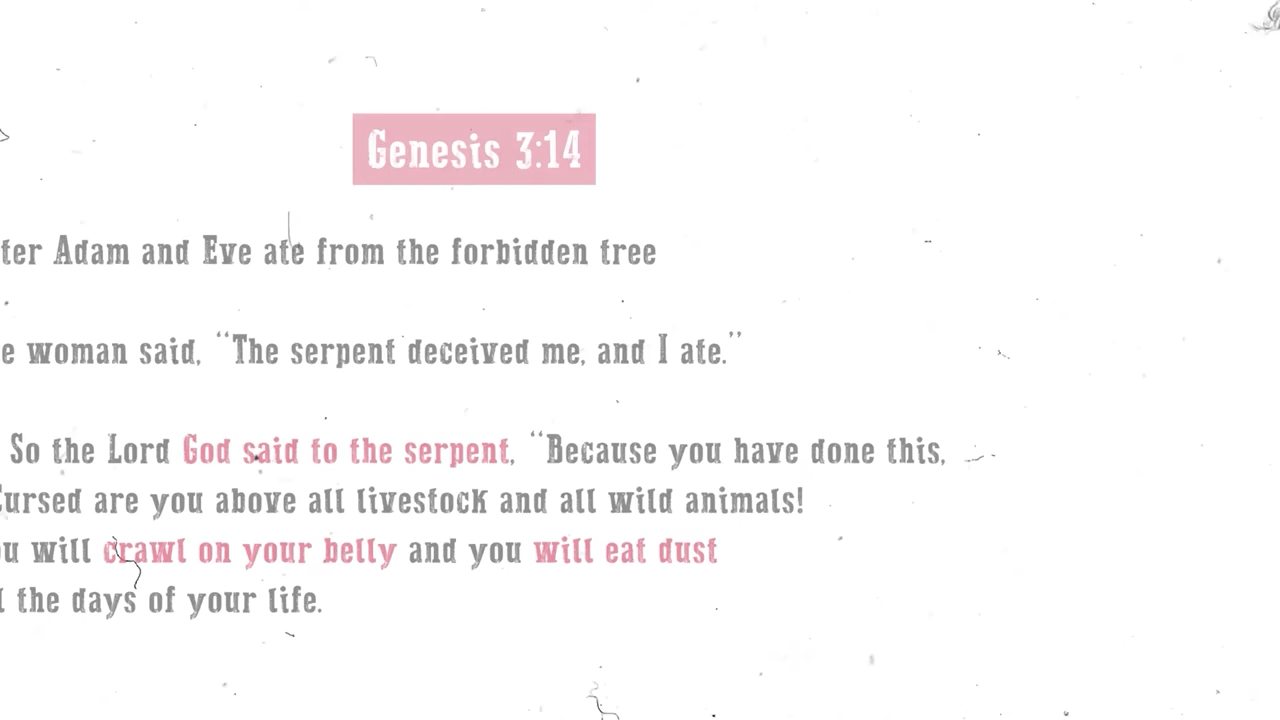 Genesis 3:14
ter Adam and Eve ate from the forbidden tree
e woman said, “The serpent deceived me, and I ate.”
So the Lord God said to the serpent, “Because you have done this,
Cursed are you above all livestock and all wild animals!
ou will crawl on your belly and you will eat dust
l the days of your life.